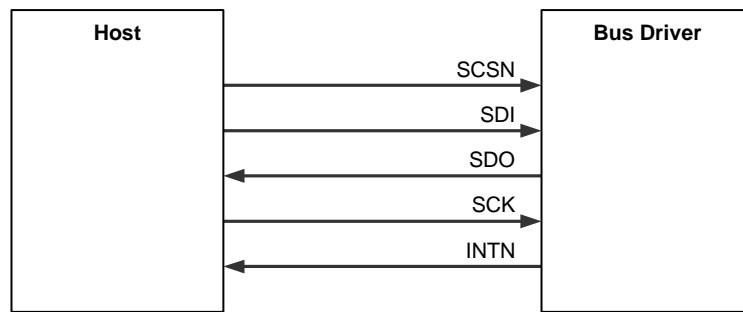 Host
Bus Driver
SCSN
SDI
SDO
SCK
INTN